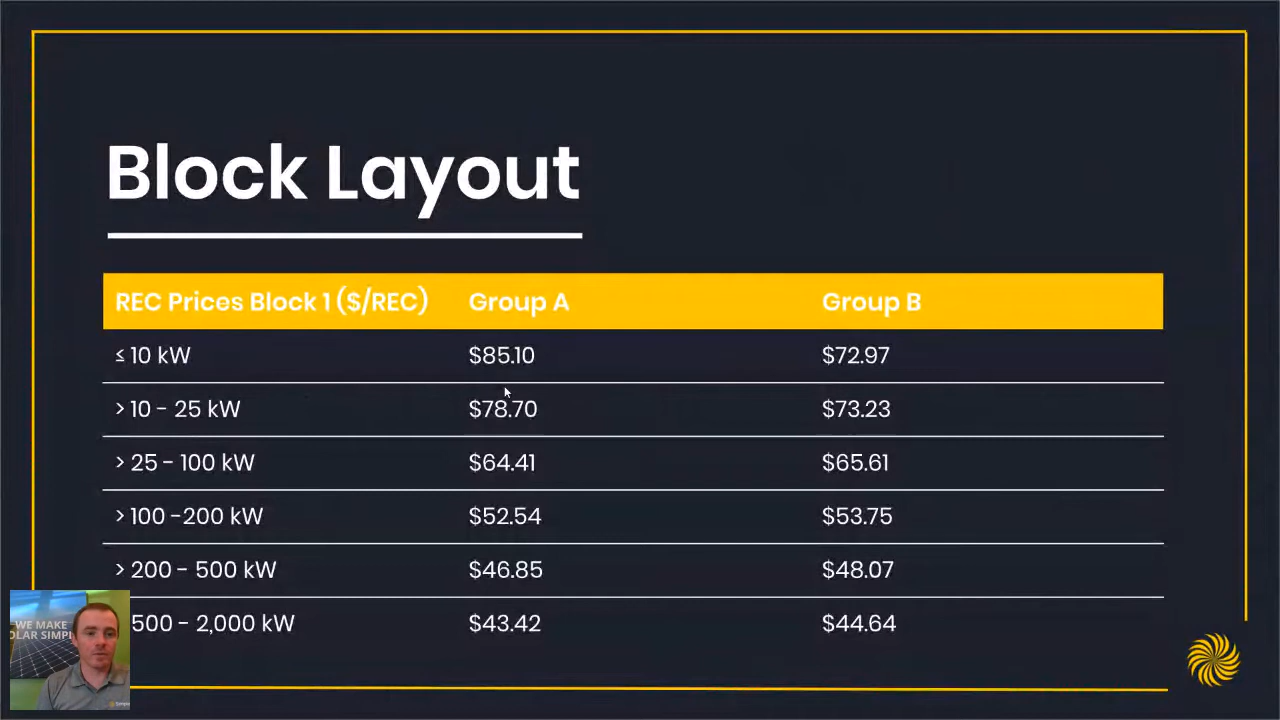 Block Layout
REC Prices Block 1 ($/REC) Group A Group B
≤ 10 kW $85.10 $72.97
> 10 - 25 kW $78.70 $73.23
> 25 - 100 kW $64.41 $65.61
> 100 -200 kW $52.54 $53.75
> 200 - 500 kW $46.85 $48.07
500 - 2,000 kW $43.42 $44.64
WE MAKE
OLAR SIMPL